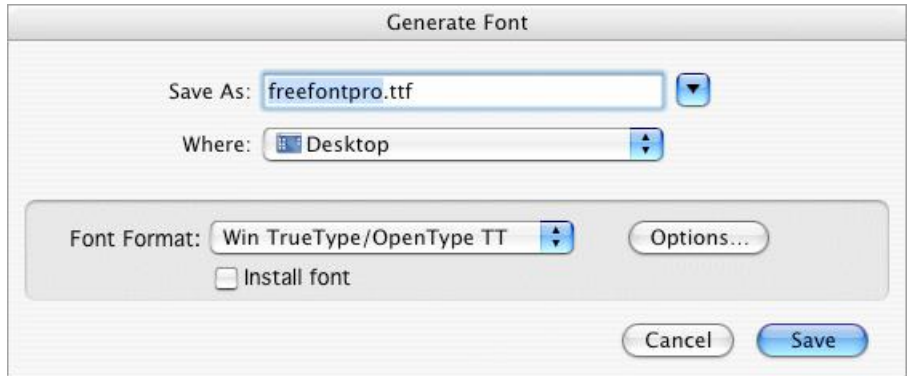 Generate Font
Save As: freefontpro.ttf
Where: Desktop
Font Format: Win TrueType/OpenType TT Options...
Install font
Cancel Save